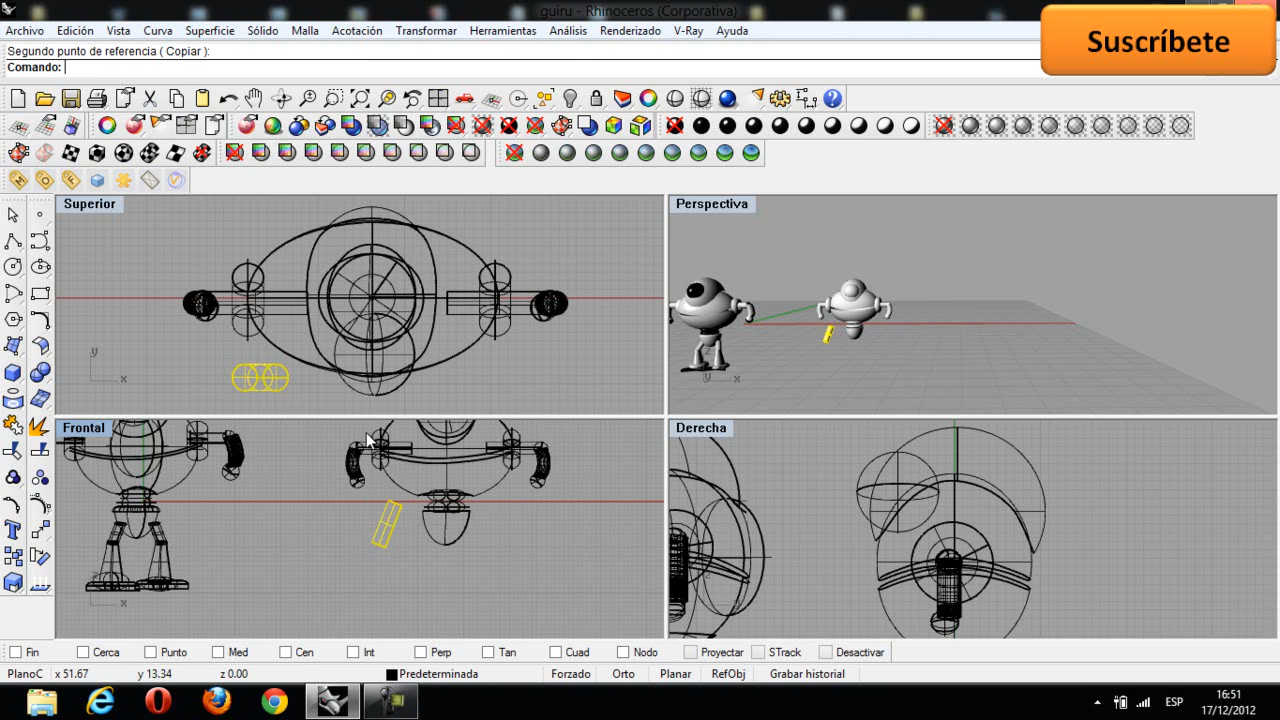 guiru - Rhinoceros (Corporativa)
Archivo Edición Vista Curva Superficie Sólido Malla Acotación Transformar Herramientas Análisis Renderizado V-Ray Ayuda
Suscríbete
Segundo punto de referencia ( Copiar ):
Comando:
Superior
Perspectiva
y
x
z
y
x
Frontal
Derecha
z
x
Fin Cerca Punto Med Cen Int Perp Tan Cuad Nodo Proyectar STrack Desactivar
PlanoC x 51.67 y 13.34 z 0.00 Predeterminada Forzado Orto Planar RefObj Grabar historial
16:51
ESP
17/12/2012